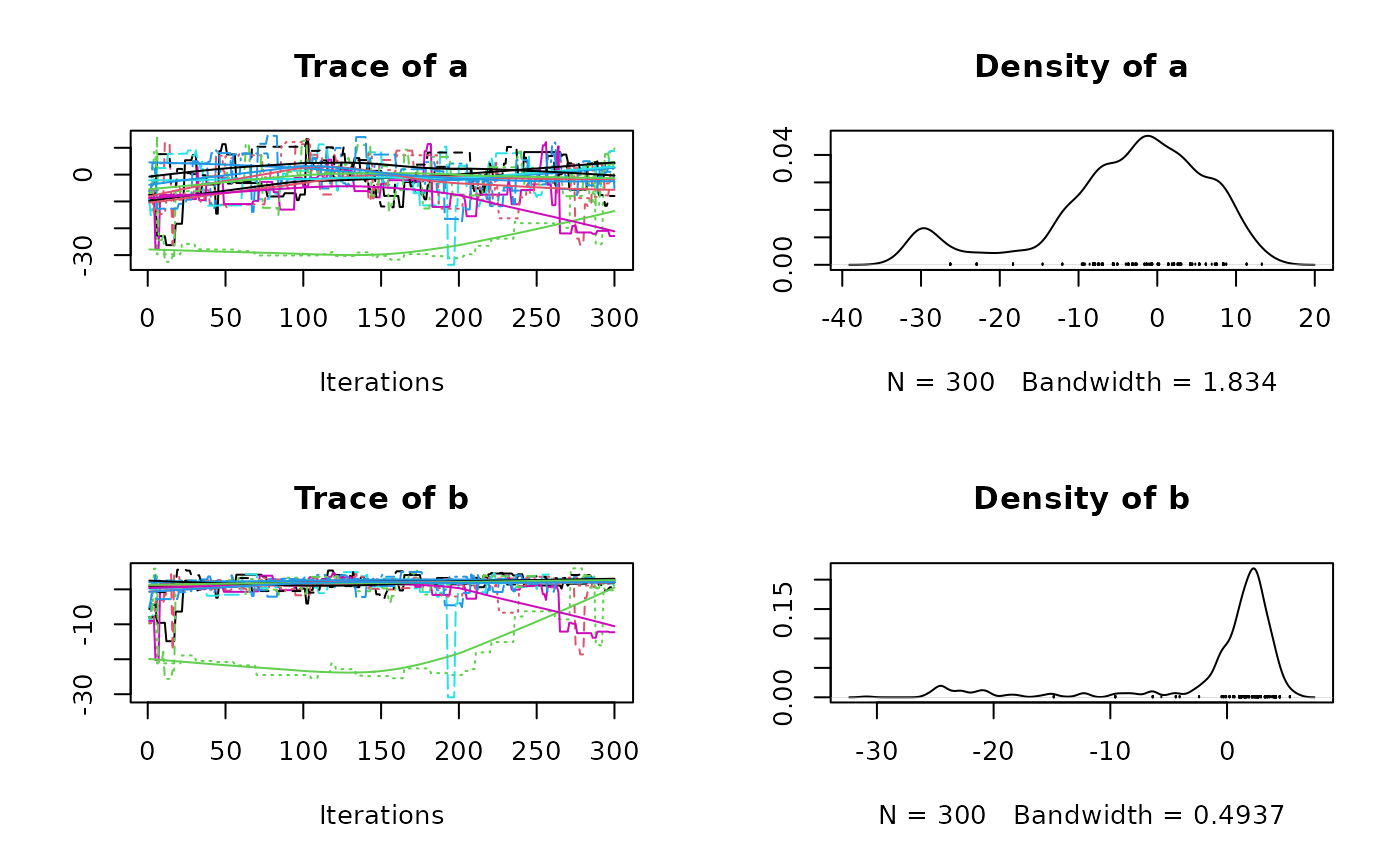 Trace of a
0
-30
0 50 100 150 200 250 300
Iterations
Density of a
0.04
0.00
-40 -30 -20 -10 0 10 20
N = 300 Bandwidth = 1.834
Trace of b
-10
-30
0 50 100 150 200 250 300
Iterations
Density of b
0.15
0.00
-30 -20 -10 0
N = 300 Bandwidth = 0.4937